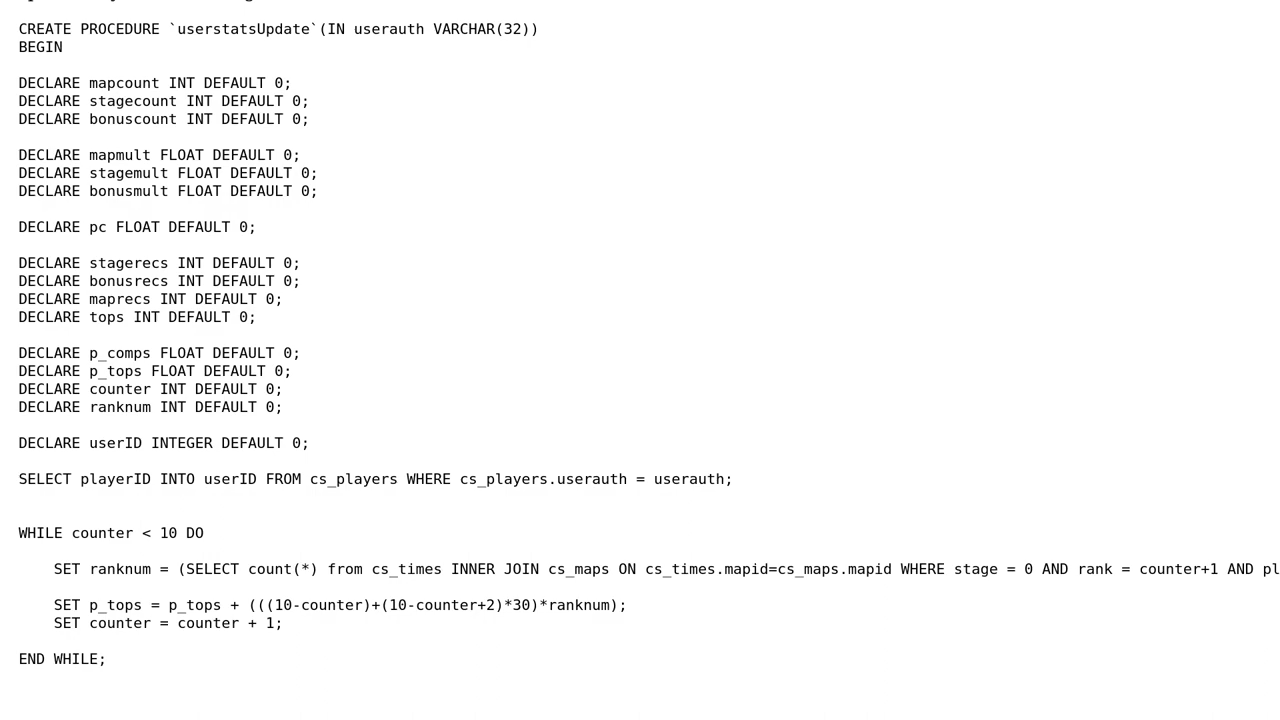 CREATE PROCEDURE `userstatsUpdate`(IN userauth VARCHAR(32))
BEGIN
DECLARE mapcount INT DEFAULT 0;
DECLARE stagecount INT DEFAULT 0;
DECLARE bonuscount INT DEFAULT 0;
DECLARE mapmult FLOAT DEFAULT 0;
DECLARE stagemult FLOAT DEFAULT 0;
DECLARE bonusmult FLOAT DEFAULT 0;
DECLARE pc FLOAT DEFAULT 0;
DECLARE stagerecs INT DEFAULT 0;
DECLARE bonusrecs INT DEFAULT 0;
DECLARE maprecs INT DEFAULT 0;
DECLARE tops INT DEFAULT 0;
DECLARE p_comps FLOAT DEFAULT 0;
DECLARE p_tops FLOAT DEFAULT 0;
DECLARE counter INT DEFAULT 0;
DECLARE ranknum INT DEFAULT 0;
DECLARE userID INTEGER DEFAULT 0;
SELECT playerID INTO userID FROM cs_players WHERE cs_players.userauth = userauth;
WHILE counter < 10 DO
SET ranknum = (SELECT count(*) from cs_times INNER JOIN cs_maps ON cs_times.mapid=cs_maps.mapid WHERE stage = 0 AND rank = counter+1 AND pl
SET p_tops = p_tops + (((10-counter)+(10-counter+2)*30)*ranknum);
SET counter = counter + 1;
END WHILE;